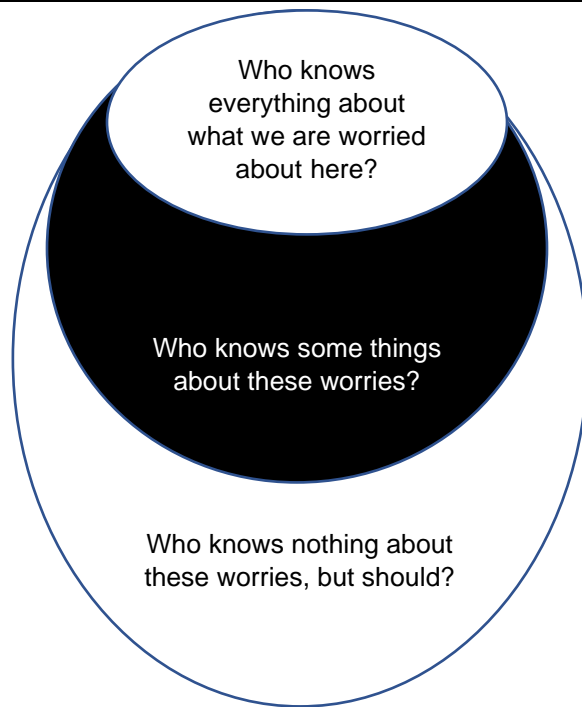 Who knows
everything about
what we are worried
about here?
Who knows some things
about these worries?
Who knows nothing about
these worries, but should?